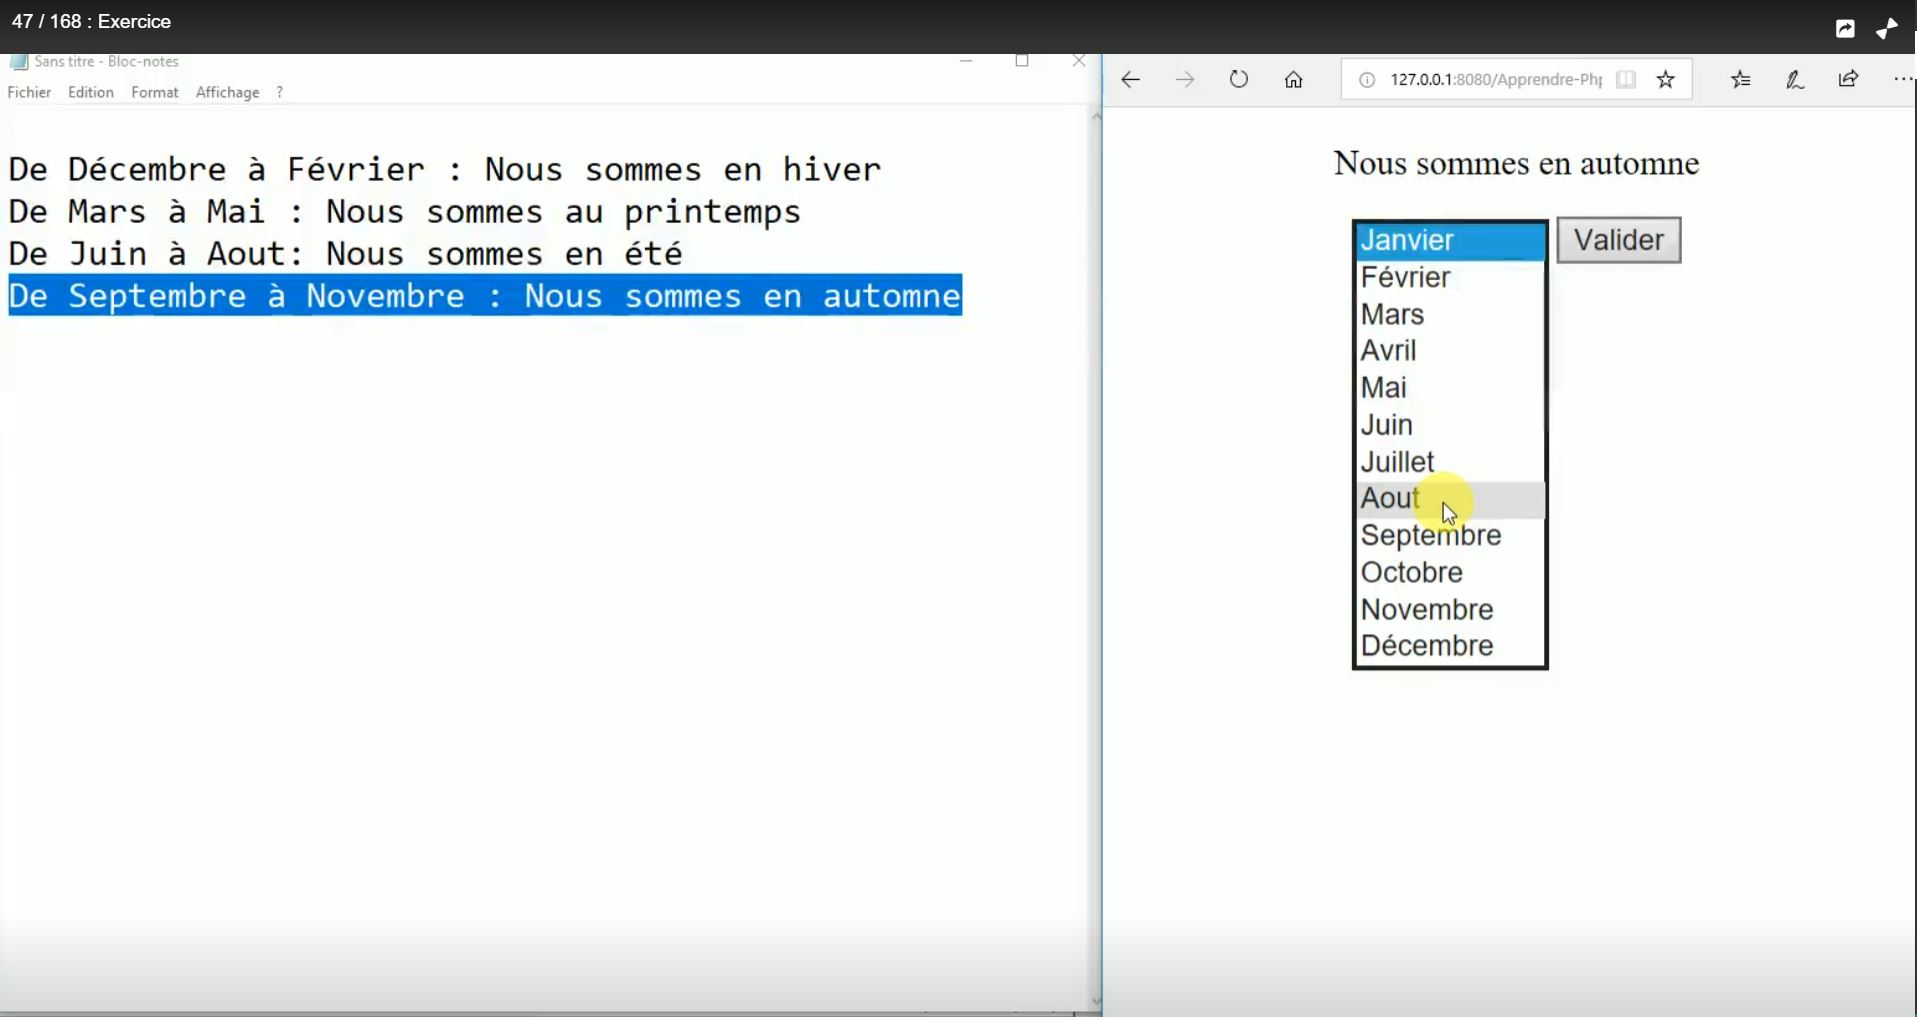 47 / 168 : Exercice
Sans titre - Bloc-notes
Fichier Edition Format Affichage ?
De Décembre à Février : Nous sommes en hiver
De Mars à Mai : Nous sommes au printemps
De Juin à Aout: Nous sommes en été
De Septembre à Novembre : Nous sommes en automne
127.0.0.1:8080/Apprendre-Php
Nous sommes en automne
Janvier
Valider
Février
Mars
Avril
Mai
Juin
Juillet
Aout
Septembre
Octobre
Novembre
Décembre